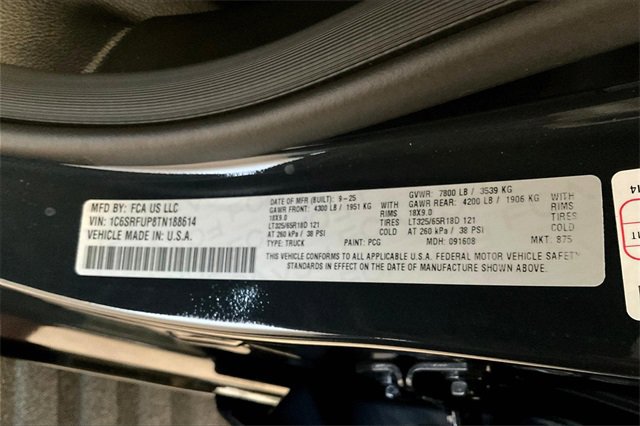 MFD BY: FCA US LLC
VIN: 1C6SRFUP8TN188614
VEHICLE MADE IN: U.S.A.
DATE OF MFR (BUILT): 9-25 GVWR: 7800 LB / 3539 KG
GAWR FRONT: 4300 LB / 1951 KG GAWR REAR: 4200 LB / 1906 KG
18X9.0 RIMS 18X9.0 RIMS
LT325/65R18D 121 TIRES LT325/65R18D 121 TIRES
AT 260 kPa / 38 PSI COLD AT 260 kPa / 38 PSI COLD
TYPE: TRUCK PAINT: PCG MDH: 091608 MKT: 875
THIS VEHICLE CONFORMS TO ALL APPLICABLE U.S.A. FEDERAL MOTOR VEHICLE SAFETY
STANDARDS IN EFFECT ON THE DATE OF MANUFACTURE SHOWN ABOVE.